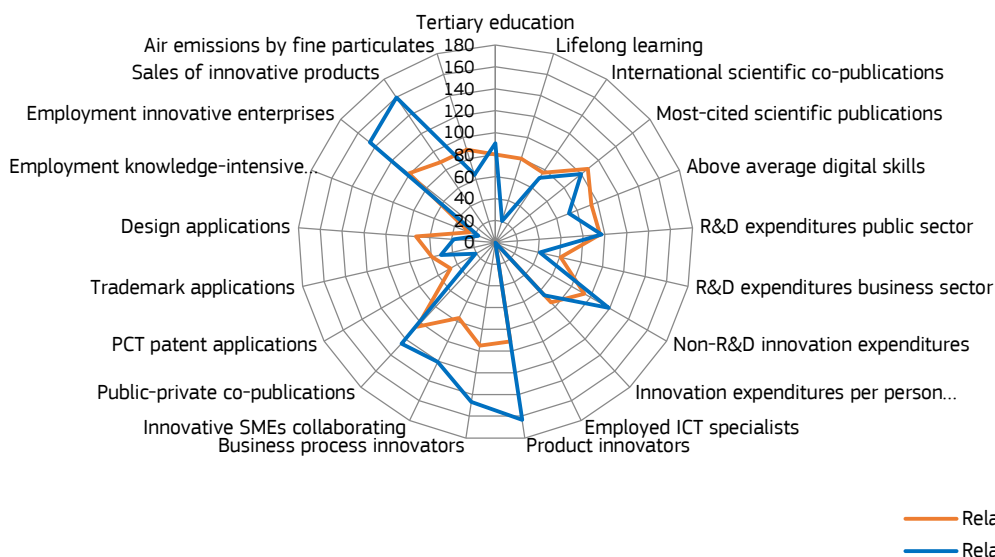 Tertiary education
Air emissions by fine particulates
Lifelong learning
Sales of innovative products
International scientific co-publications
Employment innovative enterprises
Most-cited scientific publications
Employment knowledge-intensive...
Above average digital skills
Design applications
R&D expenditures public sector
Trademark applications
R&D expenditures business sector
PCT patent applications
Non-R&D innovation expenditures
Public-private co-publications
Innovation expenditures per person...
Innovative SMEs collaborating
Employed ICT specialists
Business process innovators
Product innovators
180
160
140
120
100
80
60
40
20
0
Rela
Rela